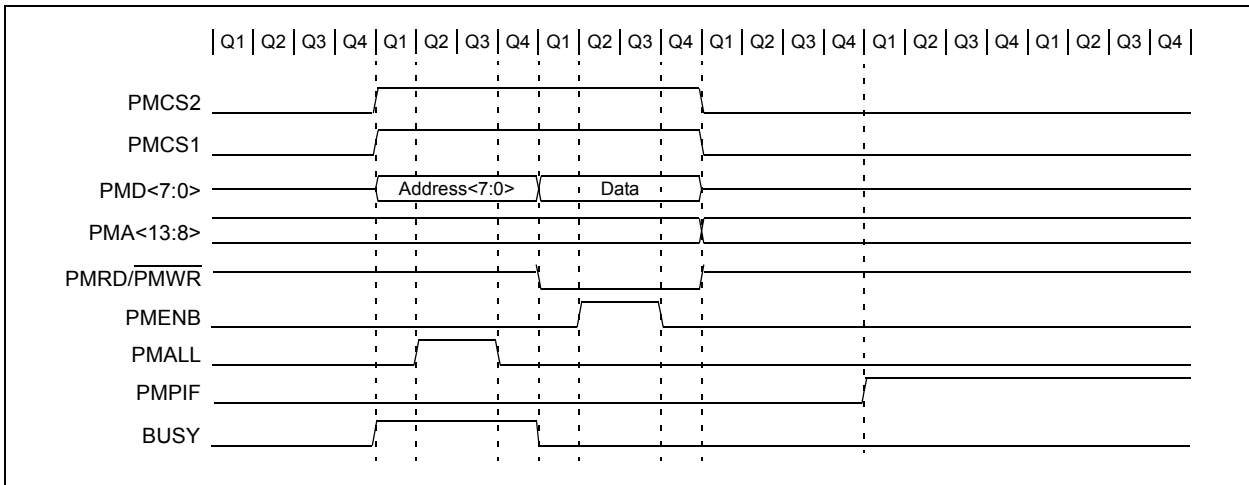 Q1 Q2 Q3 Q4 Q1 Q2 Q3 Q4 Q1 Q2 Q3 Q4 Q1 Q2 Q3 Q4 Q1 Q2 Q3 Q4 Q1 Q2 Q3 Q4
PMCS2
PMCS1
PMD<7:0> Address<7:0> Data
PMA<13:8>
PMRD/PMWR
PMENB
PMALL
PMPIF
BUSY